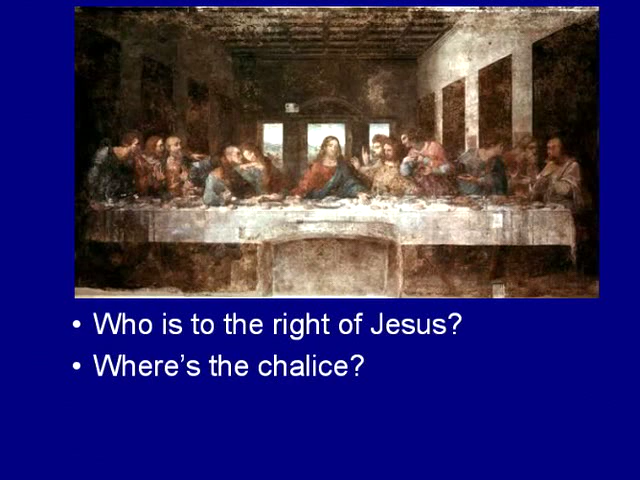 • Who is to the right of Jesus?
• Where's the chalice?